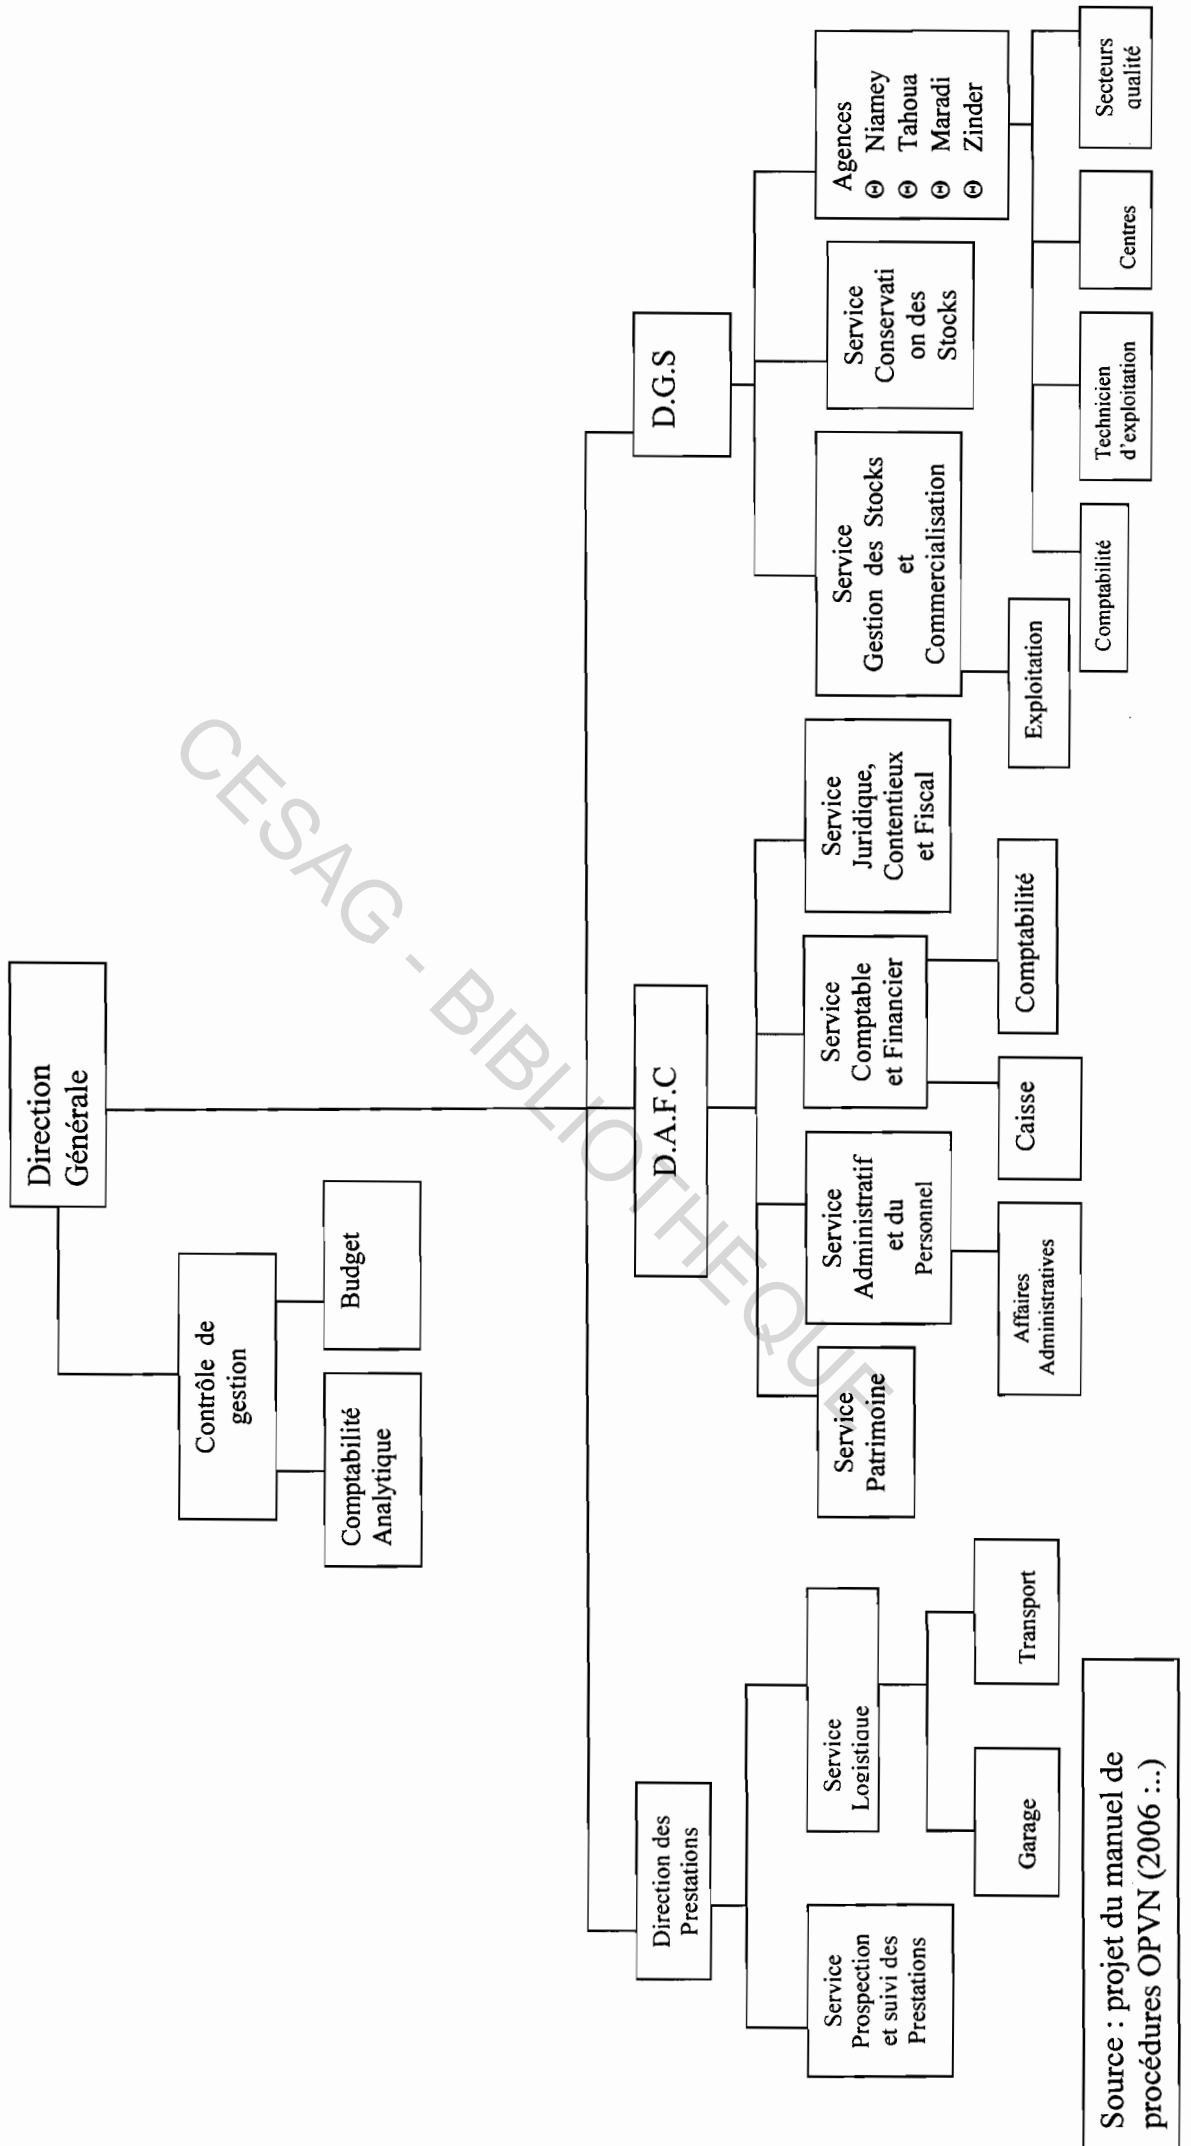 Direction
Générale
Contrôle de
gestion
Comptabilité
Analytique
Budget
Direction des
Prestations
D.A.F.C
D.G.S
Service
Prospection
et suivi des
Prestations
Service
Logistique
Garage
Transport
Service
Patrimoine
Service
Administratif
et du
Personnel
Affaires
Administratives
Service
Comptable
et Financier
Caisse
Comptabilité
Service
Juridique,
Contentieux
et Fiscal
Service
Gestion des Stocks
et
Commercialisation
Exploitation
Service
Conservati
on des
Stocks
Agences
Θ Niamey
Θ Tahoua
Θ Maradi
Θ Zinder
Comptabilité
Technicien
d'exploitation
Centres
Secteurs
qualité
Source : projet du manuel de
procédures OPVN (2006 :..)
CESAG - BIBLIOTHEQUE